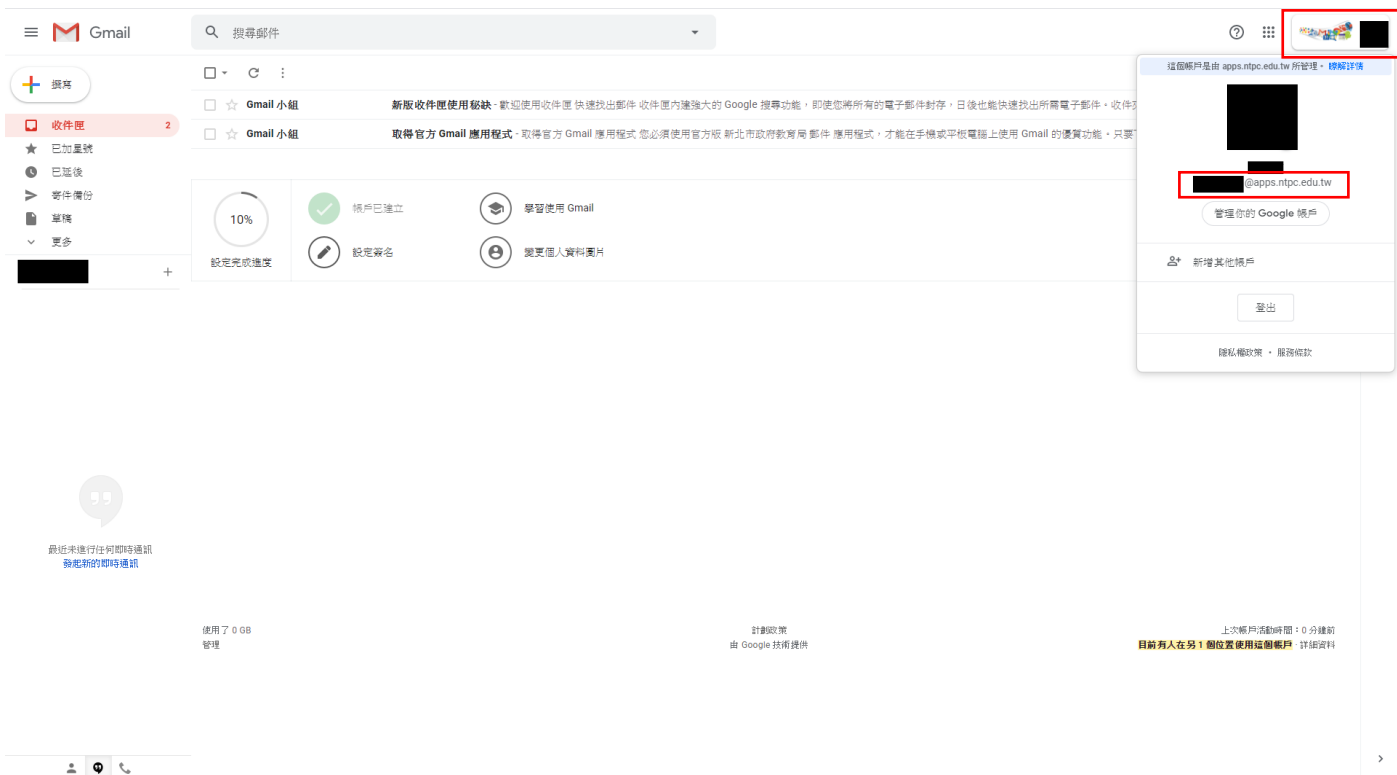 Gmail
搜尋郵件
這個帳戶是由 apps.ntpc.edu.tw 所管理。瞭解詳情
撰寫
Gmail 小組
新版收件匣使用秘訣 - 歡迎使用收件匣 快速找出郵件 收件匣內建強大的 Google 搜尋功能，即使您將所有的電子郵件封存，日後也能快速找出所需電子郵件。收件
收件匣 2
Gmail 小組
取得官方 Gmail 應用程式 - 取得官方 Gmail 應用程式 您必須使用官方版 新北市政府教育局 郵件 應用程式，才能在手機或平板電腦上使用 Gmail 的優質功能。只要
已加星號
已延後
寄件備份
草稿
更多
@apps.ntpc.edu.tw
管理你的 Google 帳戶
10%
設定完成進度
帳戶已建立
學習使用 Gmail
設定簽名
變更個人資料圖片
新增其他帳戶
登出
隱私權政策 • 服務條款
最近未進行任何即時通訊
發起新的即時通訊
使用了 0 GB
管理
計劃政策
由 Google 技術提供
上次帳戶活動時間：0 分鐘前
目前有人在另 1 個位置使用這個帳戶 · 詳細資料